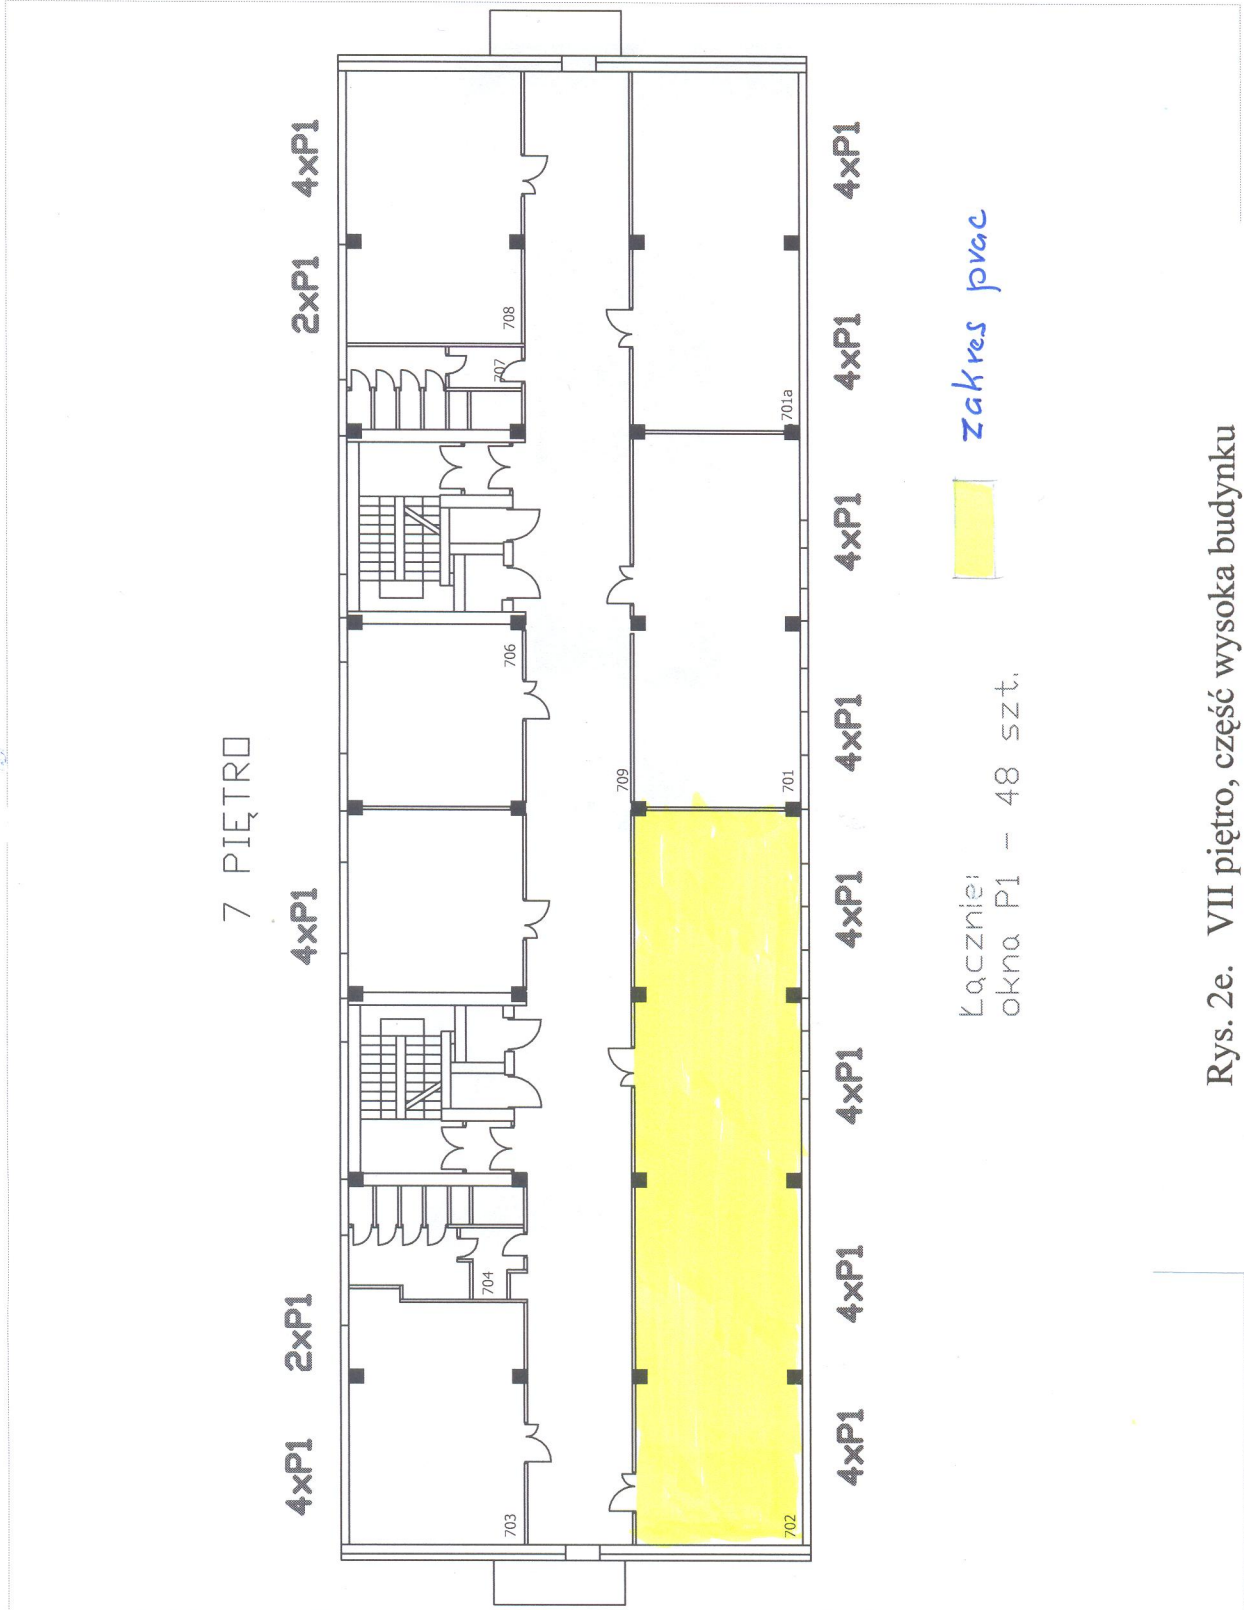 7 PIĘTRO
4xP1 2xP1 4xP1 2xP1 4xP1
703
704
706
707
708
709
702
701
701a
4xP1 4xP1 4xP1 4xP1 4xP1 4xP1 4xP1 4xP1
Łącznie:
okna P1 - 48 szt.
zakres prac
Rys. 2e. VII piętro, część wysoka budynku